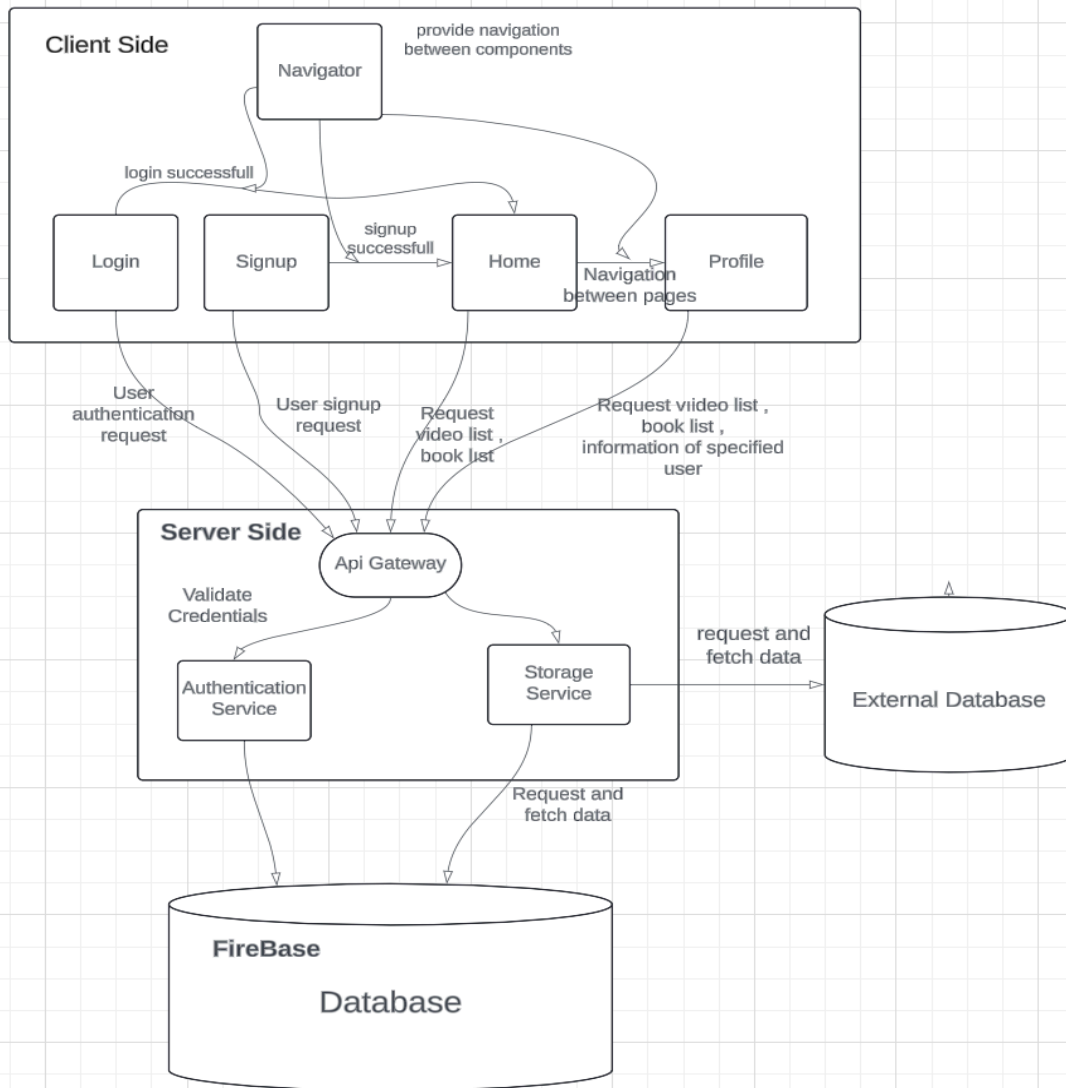 Client Side
provide navigation
between components
Navigator
login successfull
signup
successfull
Login
Signup
Home
Profile
Navigation
between pages
User
authentication
request
User signup
request
Request
video list ,
book list
Request viideo list ,
book list ,
information of specified
user
Server Side
Api Gateway
Validate
Credentials
Authentication
Service
Storage
Service
request and
fetch data
External Database
Request and
fetch data
FireBase
Database